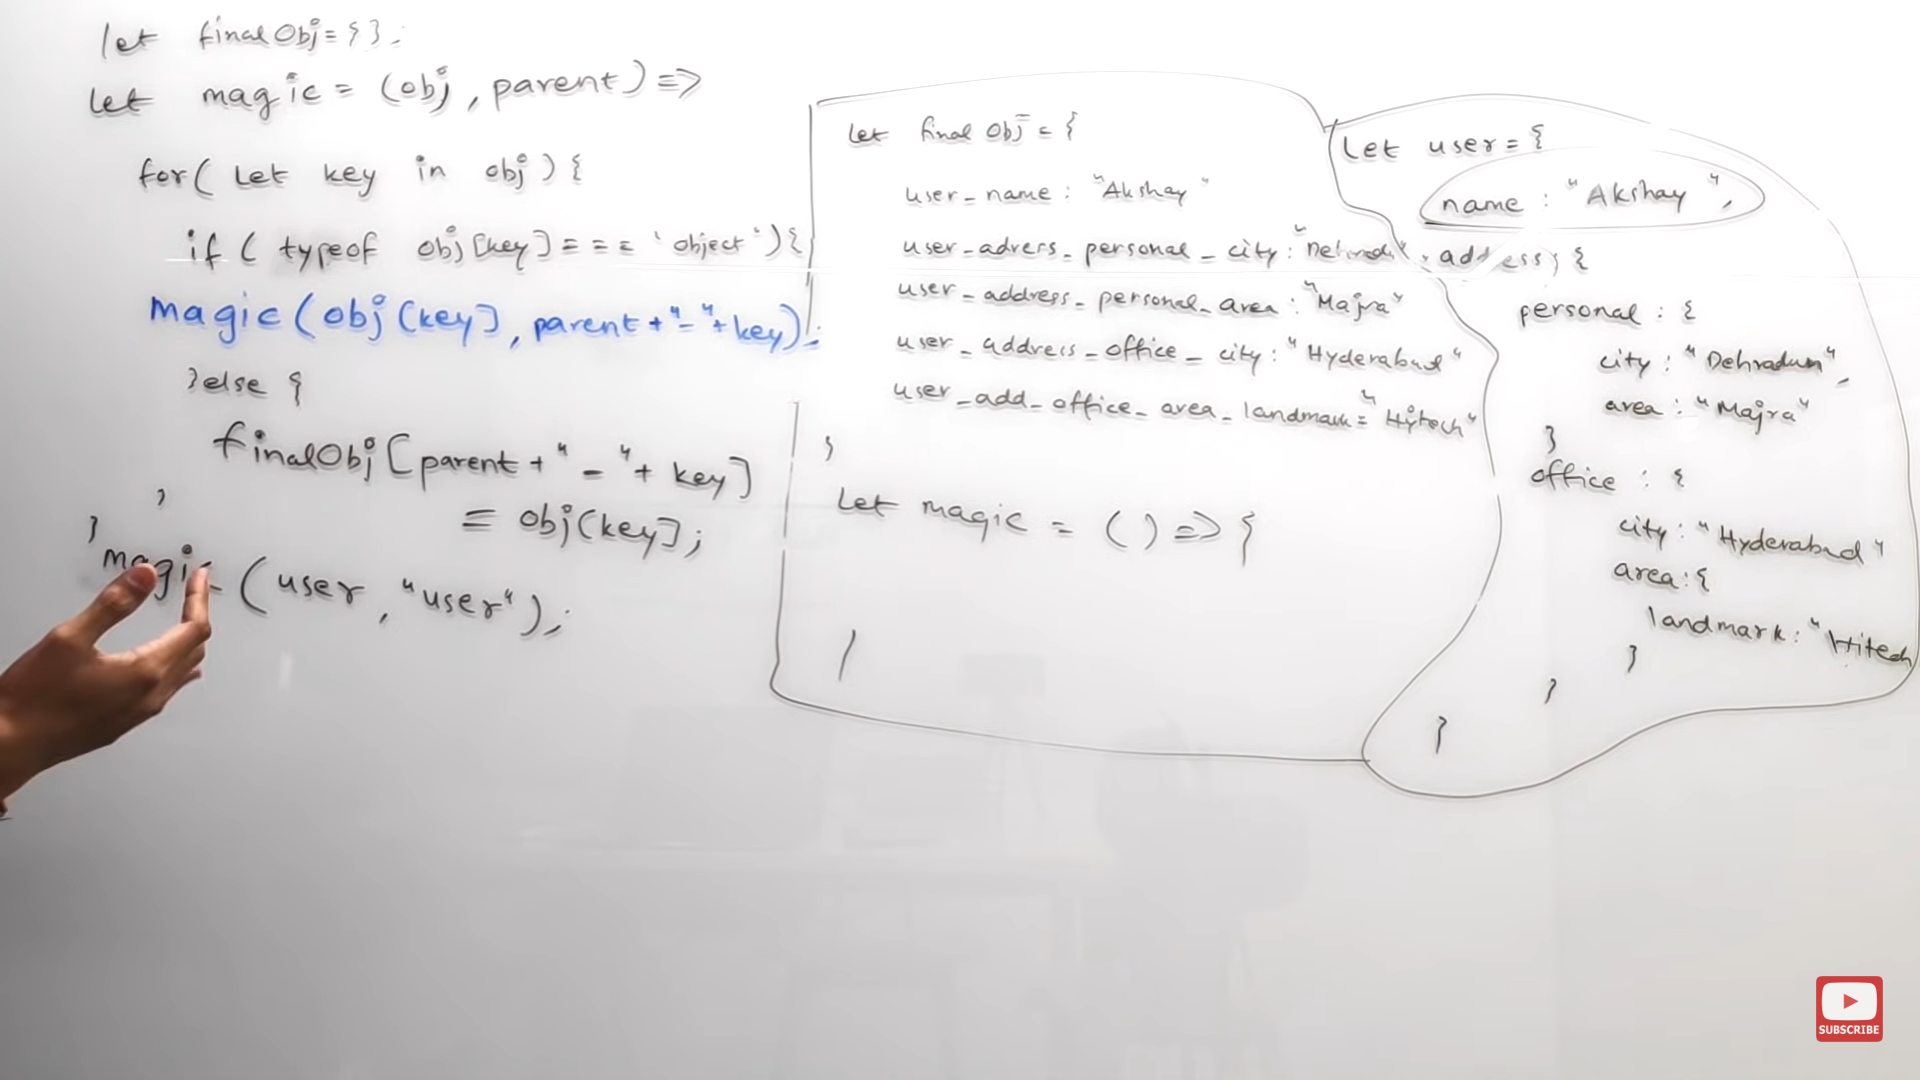 let finalObj = { };
let magic = (obj, parent) =>
for( let key in obj ) {
if ( typeof obj[key] === 'object' ) {
magic ( obj[key], parent + "_" + key );
} else {
finalObj [ parent + "_" + key ]
= obj[key];
}
}
magic ( user, "user" );
let final Obj = {
user_name : "Akshay"
user_adress_personal_city : "Dehradu"
user_address_personal_area : "Majra"
user_address_office_city : "Hyderabad"
user_add_office_area_landmark = "Hitech"
}
Let magic = ( ) => {
Let user = {
name : "Akshay",
address {
personal : {
city : "Dehradun",
area : "Majra"
}
office : {
city : "Hyderabad"
area : {
landmark : "Hitech
}
}
}
SUBSCRIBE